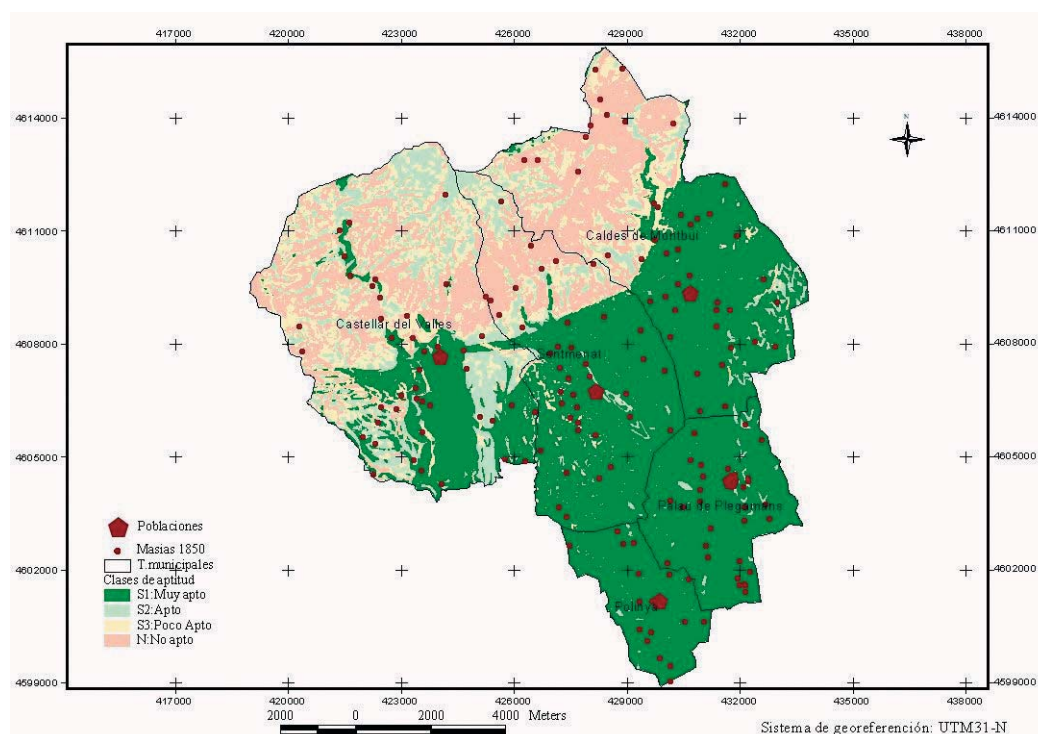 417000 420000 423000 426000 429000 432000 435000 438000
4614000 4614000
N
4611000 4611000
Caldes de Montbui
Castellar del Valles
4608000 4608000
Sentmenat
4605000 4605000
Palau de Plegamans
Poblaciones
Masias 1850
T.municipales
Clases de aptitud
4602000 4602000
S1:Muy apto
S2:Apto
S3:Poco Apto
N:No apto
Polinya
4599000 4599000
417000 420000 423000 426000 429000 432000 435000 438000
2000 0 2000 4000 Meters
Sistema de georeferención: UTM31-N